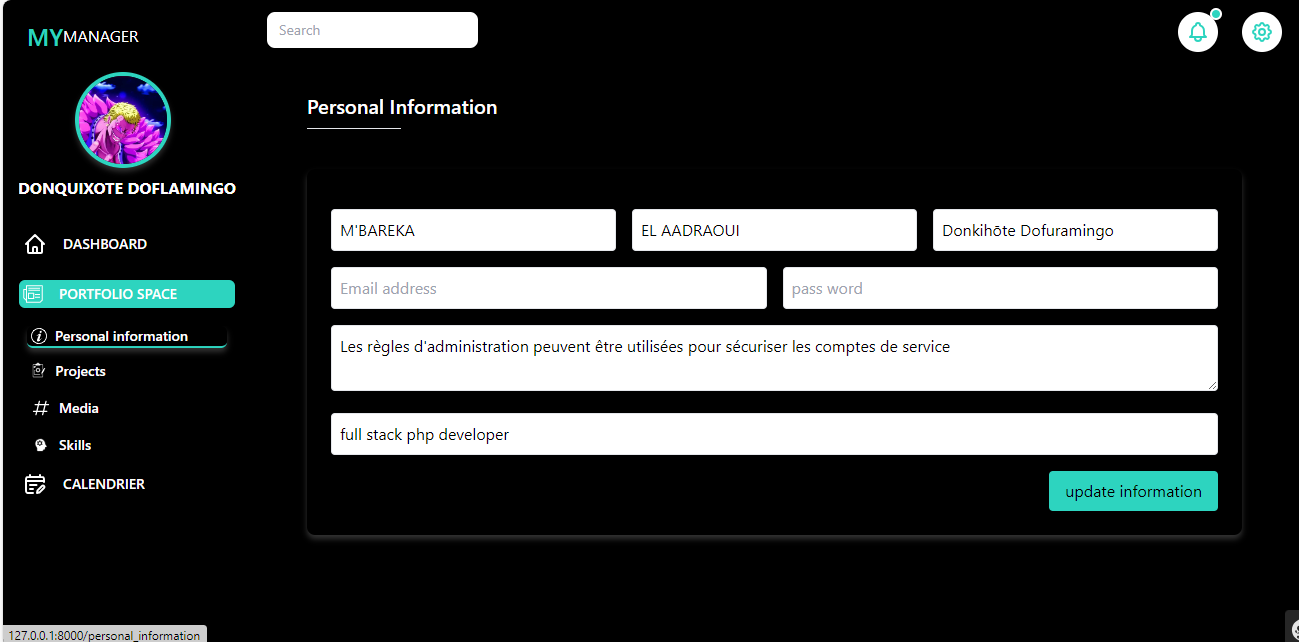 MYMANAGER
Search
DONQUIXOTE DOFLAMINGO
DASHBOARD
PORTFOLIO SPACE
Personal information
Projects
Media
Skills
CALENDRIER
Personal Information
M'BAREKA EL AADRAOUI Donkihōte Dofuramingo
Email address pass word
Les règles d'administration peuvent être utilisées pour sécuriser les comptes de service
full stack php developer
update information
127.0.0.1:8000/personal_information